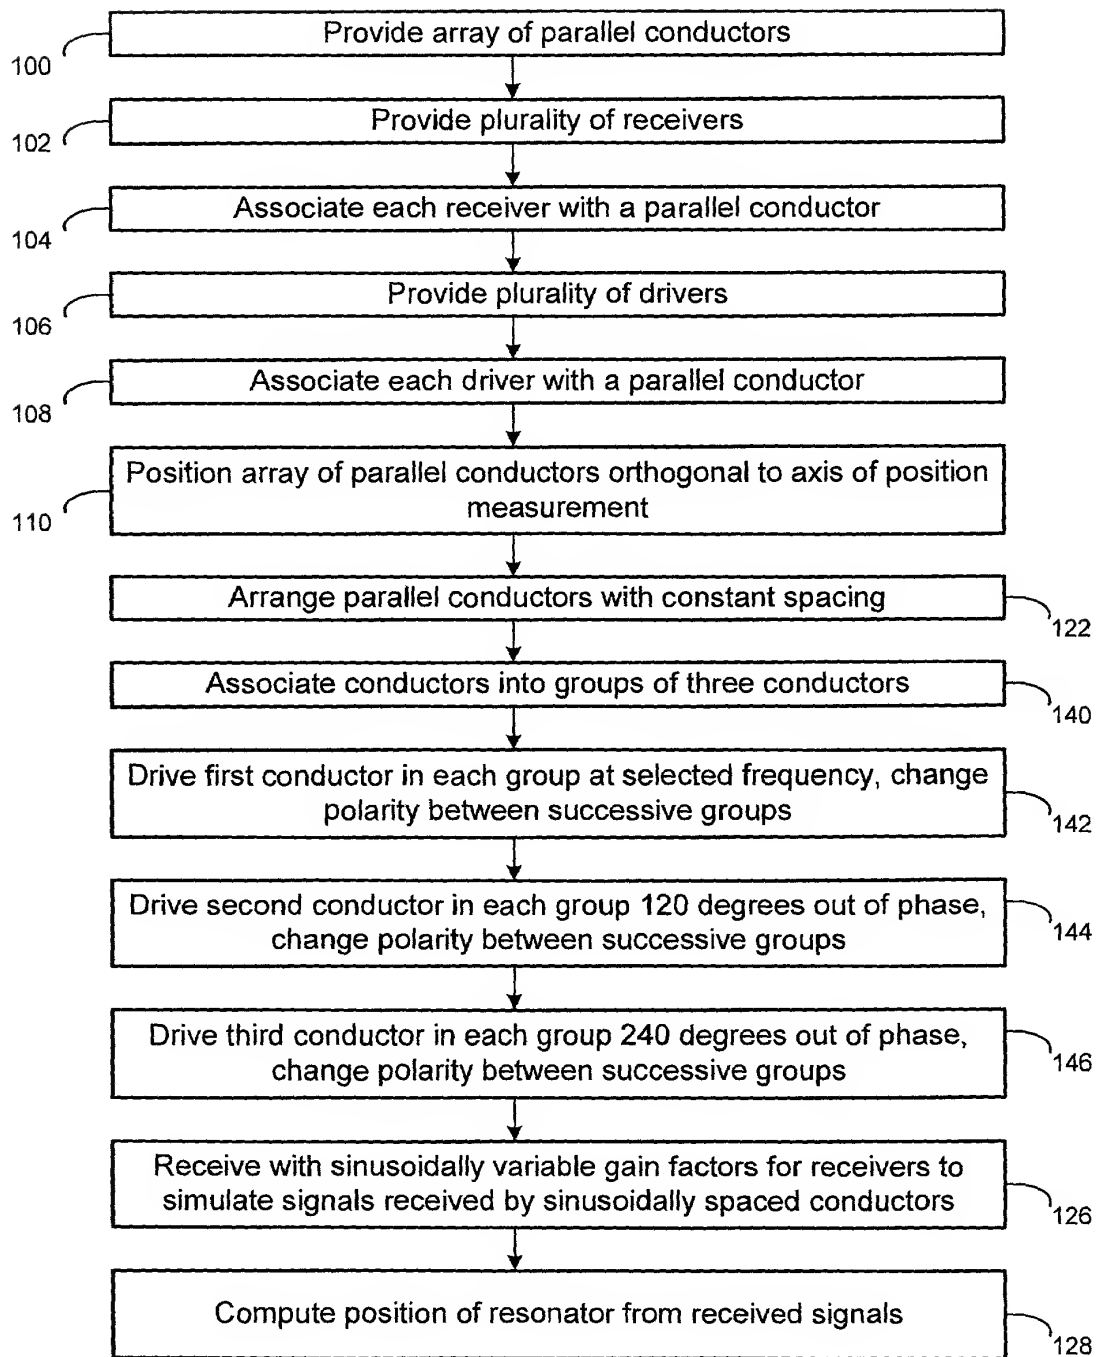 Provide array of parallel conductors
100
Provide plurality of receivers
102
Associate each receiver with a parallel conductor
104
Provide plurality of drivers
106
Associate each driver with a parallel conductor
108
Position array of parallel conductors orthogonal to axis of position
measurement
110
Arrange parallel conductors with constant spacing
122
Associate conductors into groups of three conductors
140
Drive first conductor in each group at selected frequency, change
polarity between successive groups
142
Drive second conductor in each group 120 degrees out of phase,
change polarity between successive groups
144
Drive third conductor in each group 240 degrees out of phase,
change polarity between successive groups
146
Receive with sinusoidally variable gain factors for receivers to
simulate signals received by sinusoidally spaced conductors
126
Compute position of resonator from received signals
128